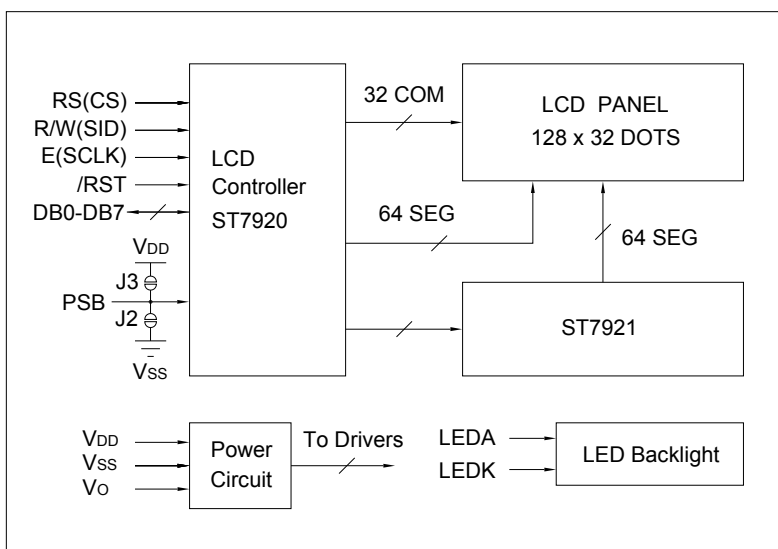 RS(CS)
R/W(SID)
E(SCLK)
/RST
DB0-DB7
VDD
J3
PSB
J2
VSS
LCD
Controller
ST7920
32 COM
64 SEG
LCD PANEL
128 x 32 DOTS
64 SEG
ST7921
VDD
VSS
VO
Power
Circuit
To Drivers
LEDA
LEDK
LED Backlight